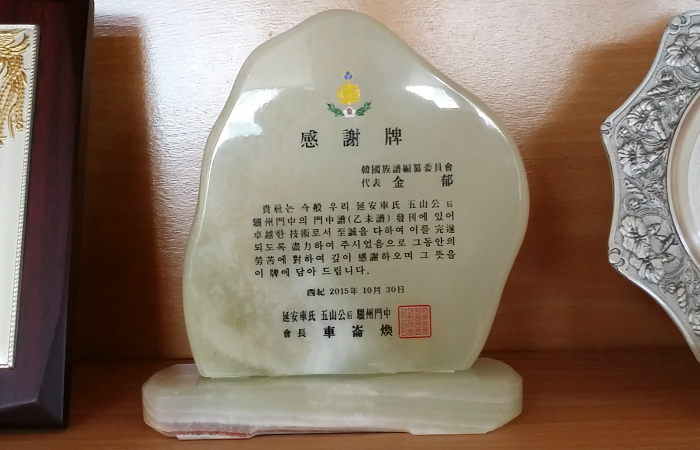 感謝牌
韓國族譜編纂委員會
代表 金 郁
貴社는 今般 우리 延安車氏 五山公后
驪州門中의 門中譜(乙未譜) 發刊에 있어
卓越한 技術로서 至誠을 다하여 이를 完遂
되도록 盡力하여 주시었음으로 그동안의
勞苦에 對하여 깊이 感謝하오며 그 뜻을
이 牌에 담아 드립니다.
西紀 2015年 10月 30日
延安車氏 五山公后 驪州門中
會長 車 崙 煥